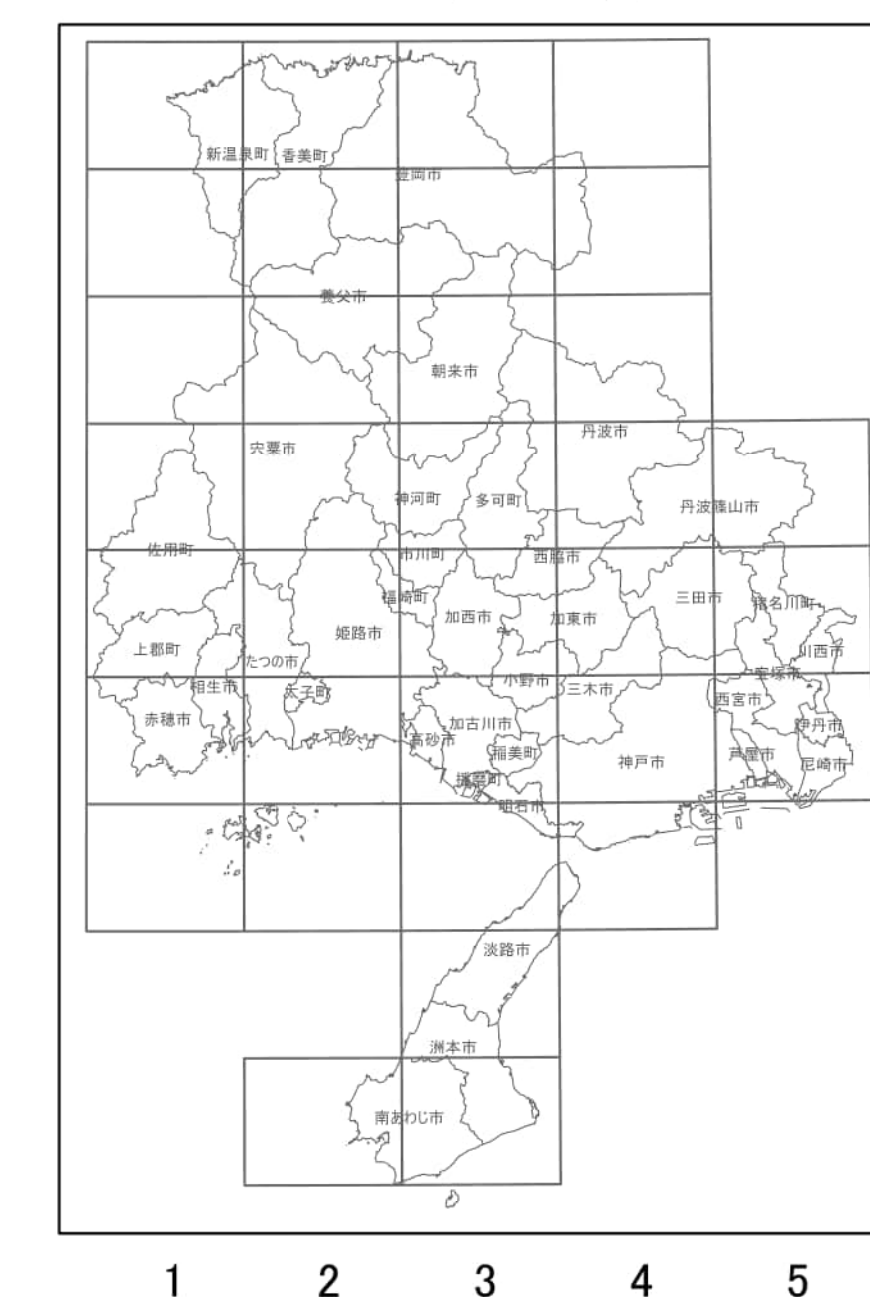 新温泉町
香美町
豊岡市
養父市
朝来市
丹波市
宍粟市
神河町
多可町
丹波篠山市
佐用町
市川町
西脇市
福崎町
加西市
加東市
三田市
猪名川町
姫路市
上郡町
たつの市
川西市
宝塚市
相生市
太子町
小野市
三木市
西宮市
赤穂市
加古川市
伊丹市
高砂市
稲美町
神戸市
芦屋市
尼崎市
播磨町
明石市
淡路市
洲本市
南あわじ市
1 2 3 4 5